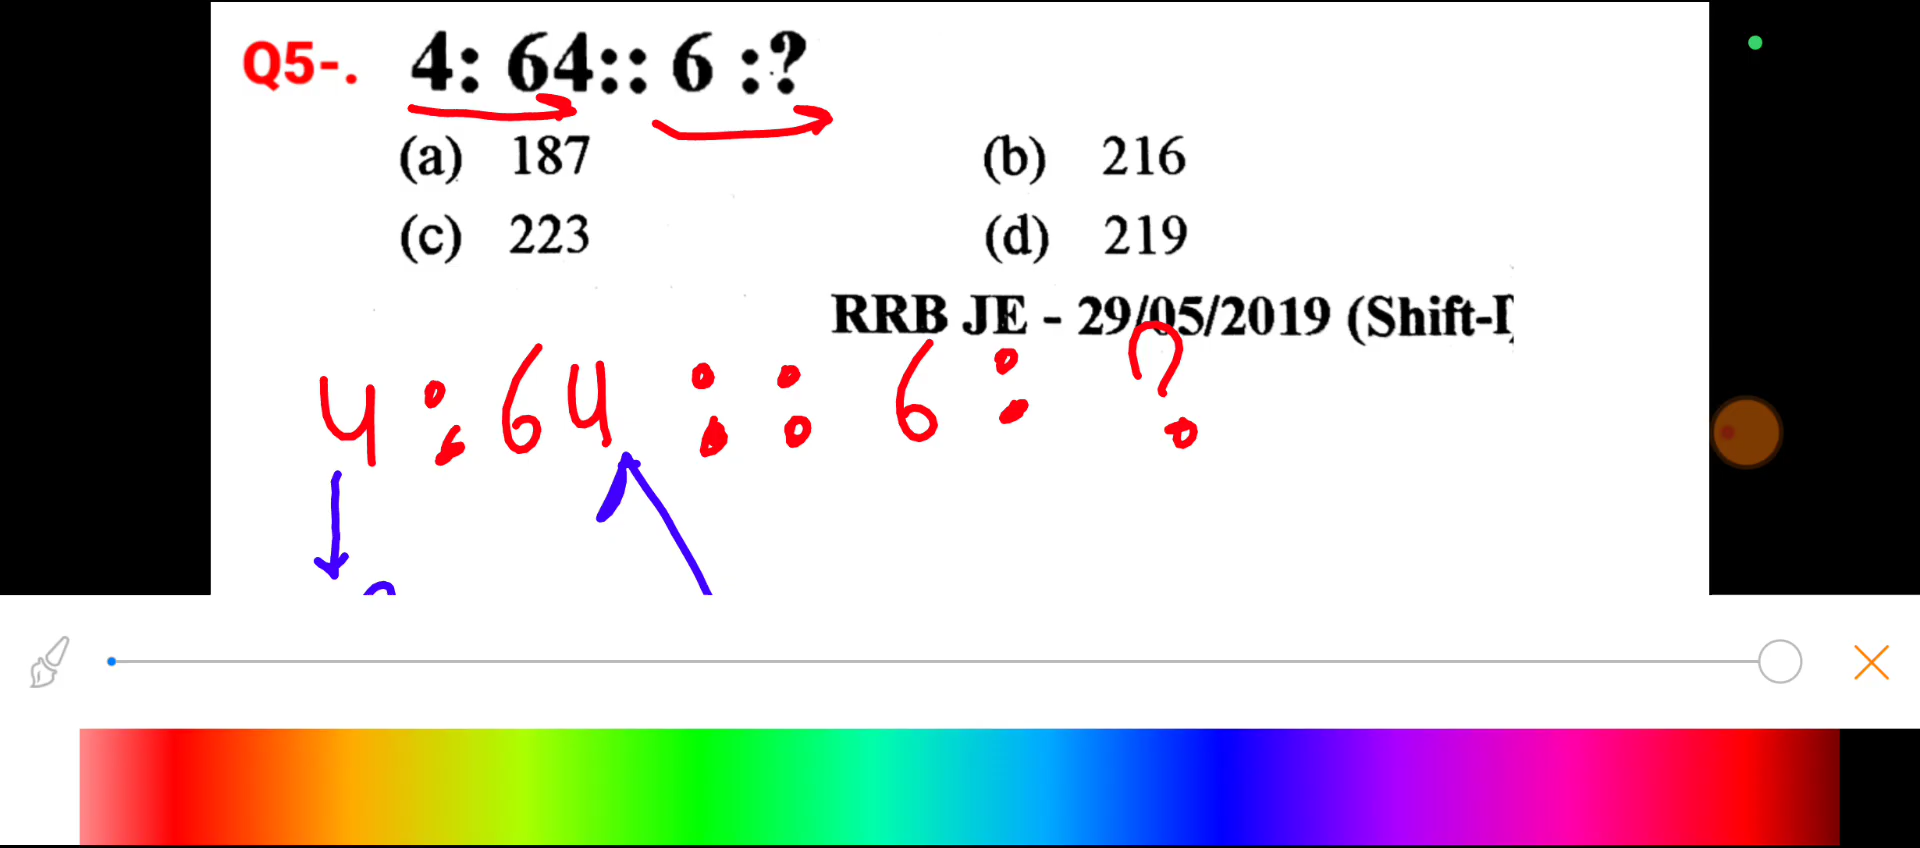 Q5-. 4: 64:: 6 :?
(a) 187 (b) 216
(c) 223 (d) 219
RRB JE - 29/05/2019 (Shift-I)
4 : 64 :: 6 : ?